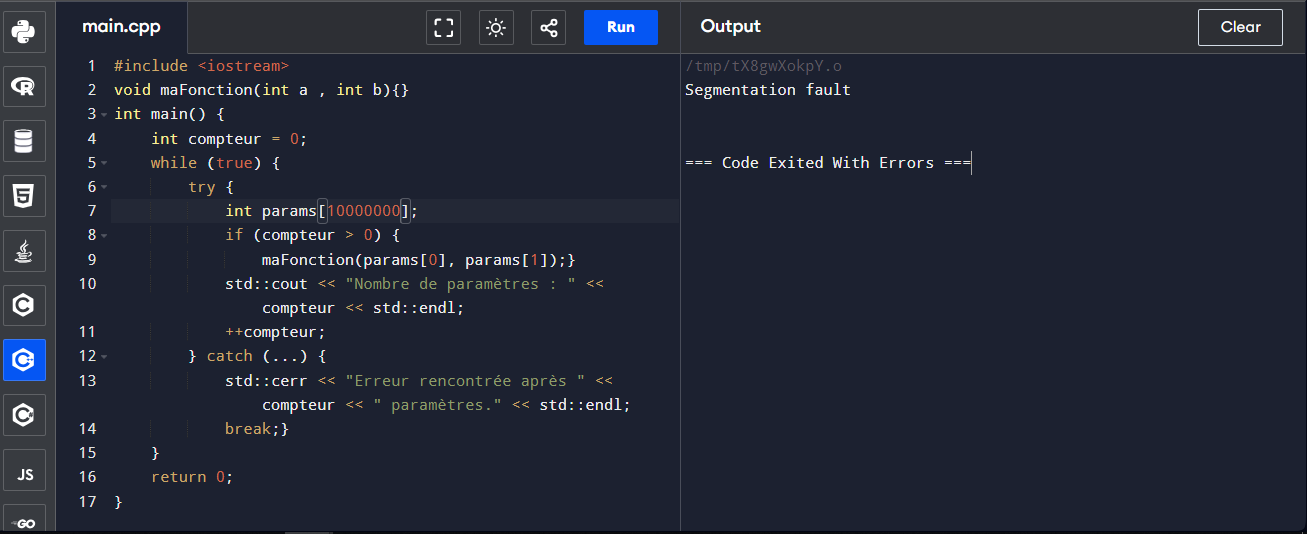 main.cpp
Run
Output
Clear
1 #include <iostream>
2 void maFonction(int a , int b){}
3 int main() {
4 int compteur = 0;
5 while (true) {
6 try {
7 int params[10000000];
8 if (compteur > 0) {
9 maFonction(params[0], params[1]);}
10 std::cout << "Nombre de paramètres : " <<
compteur << std::endl;
11 ++compteur;
12 } catch (...) {
13 std::cerr << "Erreur rencontrée après " <<
compteur << " paramètres." << std::endl;
14 break;}
15 }
16 return 0;
17 }
/tmp/tX8gwXokpY.o
Segmentation fault
=== Code Exited With Errors ===
R
5
C
C++
C#
JS
GO